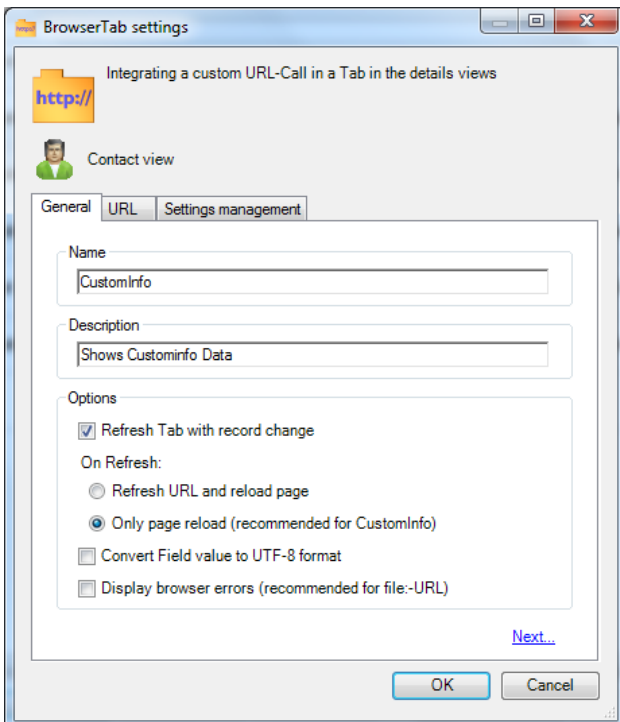 BrowserTab settings
Integrating a custom URL-Call in a Tab in the details views
http://
Contact view
General URL Settings management
Name
CustomInfo
Description
Shows Custominfo Data
Options
Refresh Tab with record change
On Refresh:
Refresh URL and reload page
Only page reload (recommended for CustomInfo)
Convert Field value to UTF-8 format
Display browser errors (recommended for file:-URL)
Next...
OK Cancel